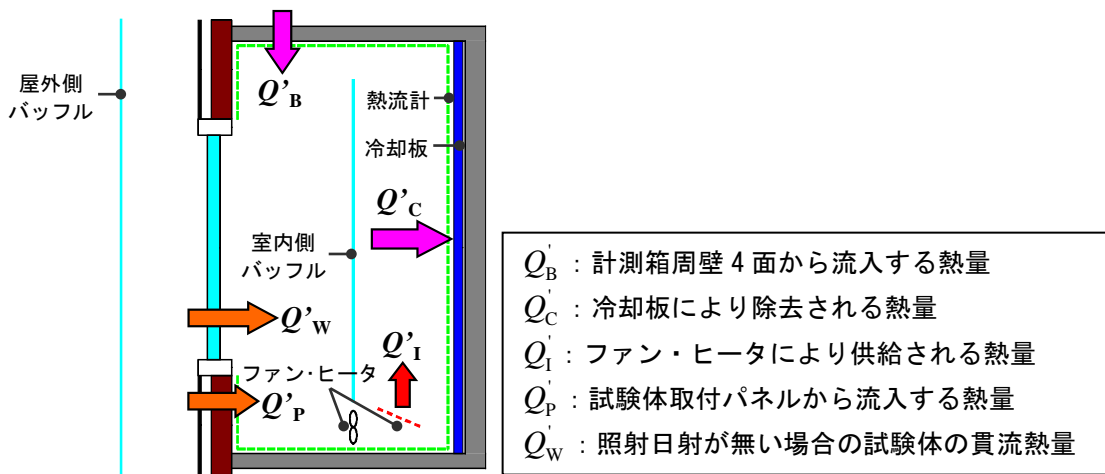 屋外側
バッフル
Q’B
熱流計
冷却板
Q’C
室内側
バッフル
Q’W
Q’I
ファン・ヒータ
Q’P
Q'B ：計測箱周壁 4 面から流入する熱量
Q'C ：冷却板により除去される熱量
Q'I ：ファン・ヒータにより供給される熱量
Q'P ：試験体取付パネルから流入する熱量
Q'W ：照射日射が無い場合の試験体の貫流熱量